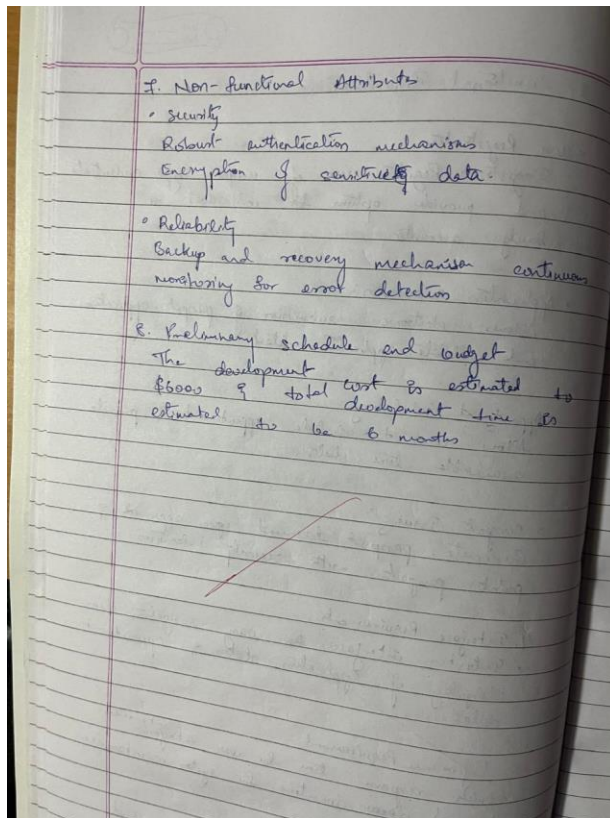 7. Non-functional Attributes
• Security
Robust authentication mechanisms
Encryption of sensitive data.
• Reliability
Backup and recovery mechanism continuous
monitoring for error detection
8. Preliminary schedule and budget
The development cost is estimated to
$6000 & total development time is
estimated to be 6 months